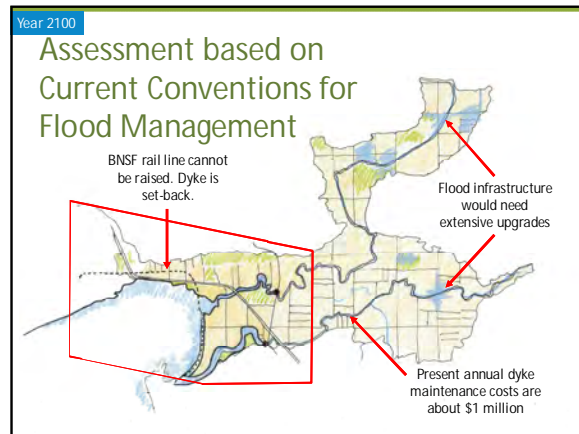 Year 2100
Assessment based on
Current Conventions for
Flood Management
BNSF rail line cannot
be raised. Dyke is
set-back.
Flood infrastructure
would need
extensive upgrades
Present annual dyke
maintenance costs are
about $1 million